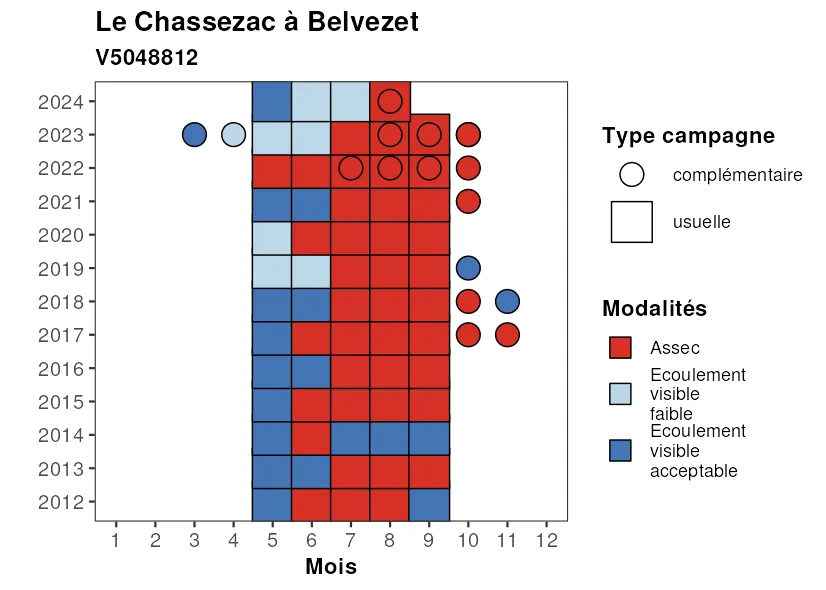 Le Chassezac à Belvezet
V5048812
2024
2023
2022
2021
2020
2019
2018
2017
2016
2015
2014
2013
2012
1 2 3 4 5 6 7 8 9 10 11 12
Mois
Type campagne
complémentaire
usuelle
Modalités
Assec
Ecoulement
visible
faible
Ecoulement
visible
acceptable